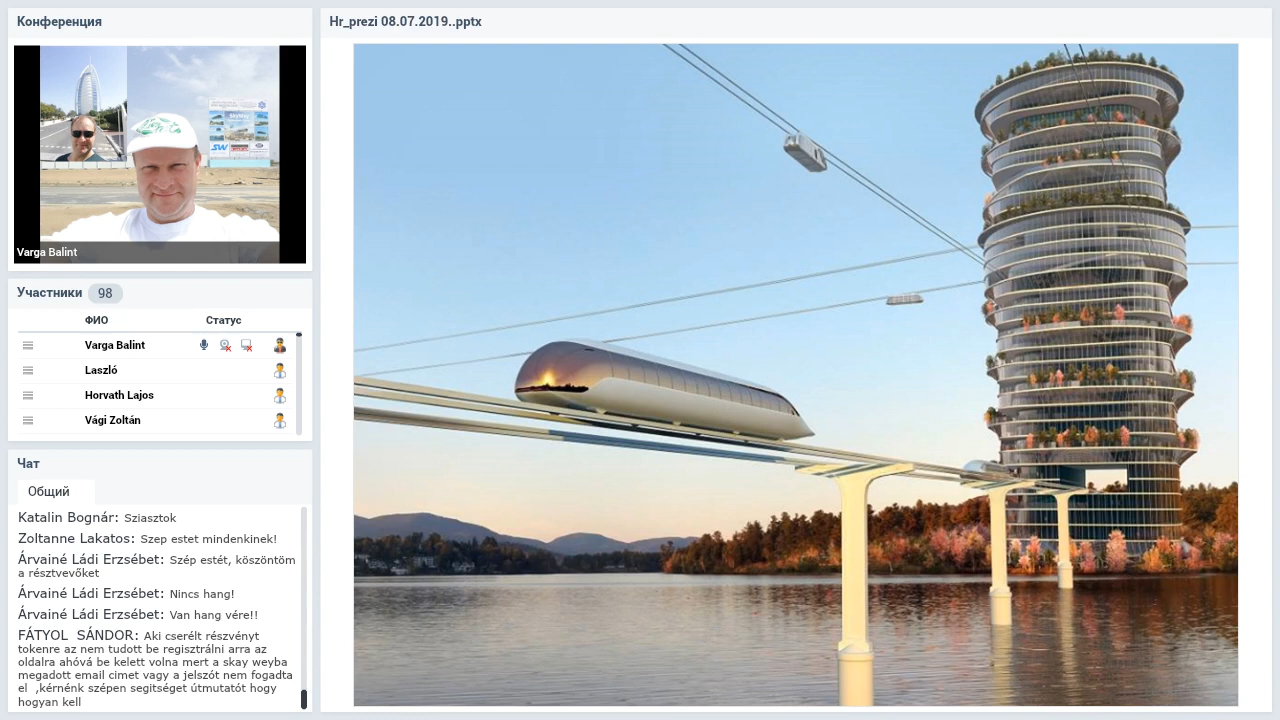 Конференция
Varga Balint
Участники 98
ФИО Статус
Varga Balint
Laszló
Horvath Lajos
Vági Zoltán
Чат
Общий
Katalin Bognár: Sziasztok
Zoltanne Lakatos: Szep estet mindenkinek!
Árvainé Ládi Erzsébet: Szép estét, köszöntöm
a résztvevőket
Árvainé Ládi Erzsébet: Nincs hang!
Árvainé Ládi Erzsébet: Van hang vére!!
FÁTYOL  SÁNDOR: Aki cserélt részvényt
tokenre az nem tudott be regisztrálni arra az
oldalra ahóvá be kelett volna mert a skay weyba
megadott email cimet vagy a jelszót nem fogadta
el  ,kérnénk szépen segitséget útmutatót hogy
hogyan kell
Hr_prezi 08.07.2019..pptx
SkyWay
SW